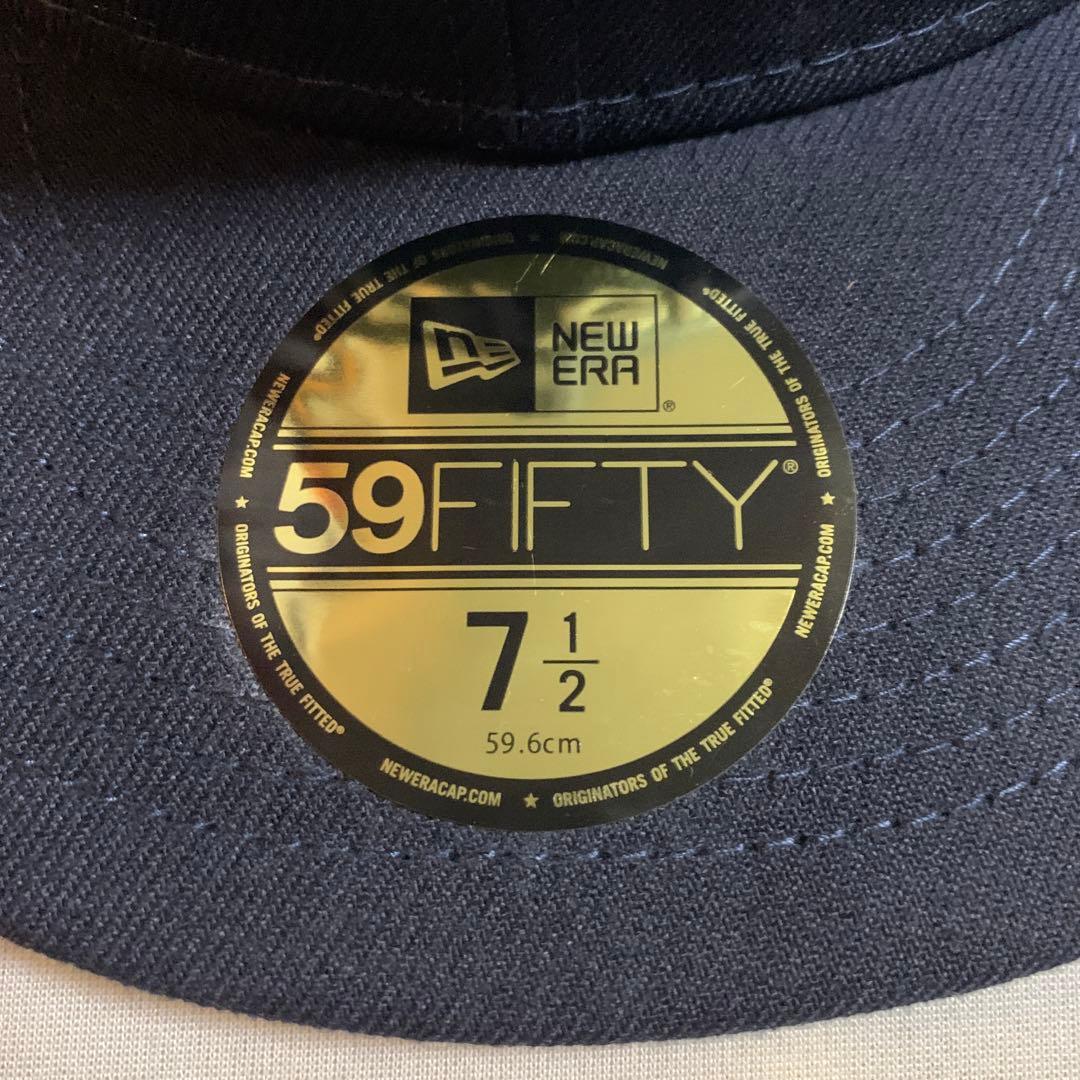 ne
NEW
ERA
®
59FIFTY®
7 1/2
59.6cm
NEWERACAP.COM ★ ORIGINATORS OF THE TRUE FITTED®
NEWERACAP.COM ★ ORIGINATORS OF THE TRUE FITTED®
NEWERACAP.COM ★ ORIGINATORS OF THE TRUE FITTED®
NEWERACAP.COM ★ ORIGINATORS OF THE TRUE FITTED®